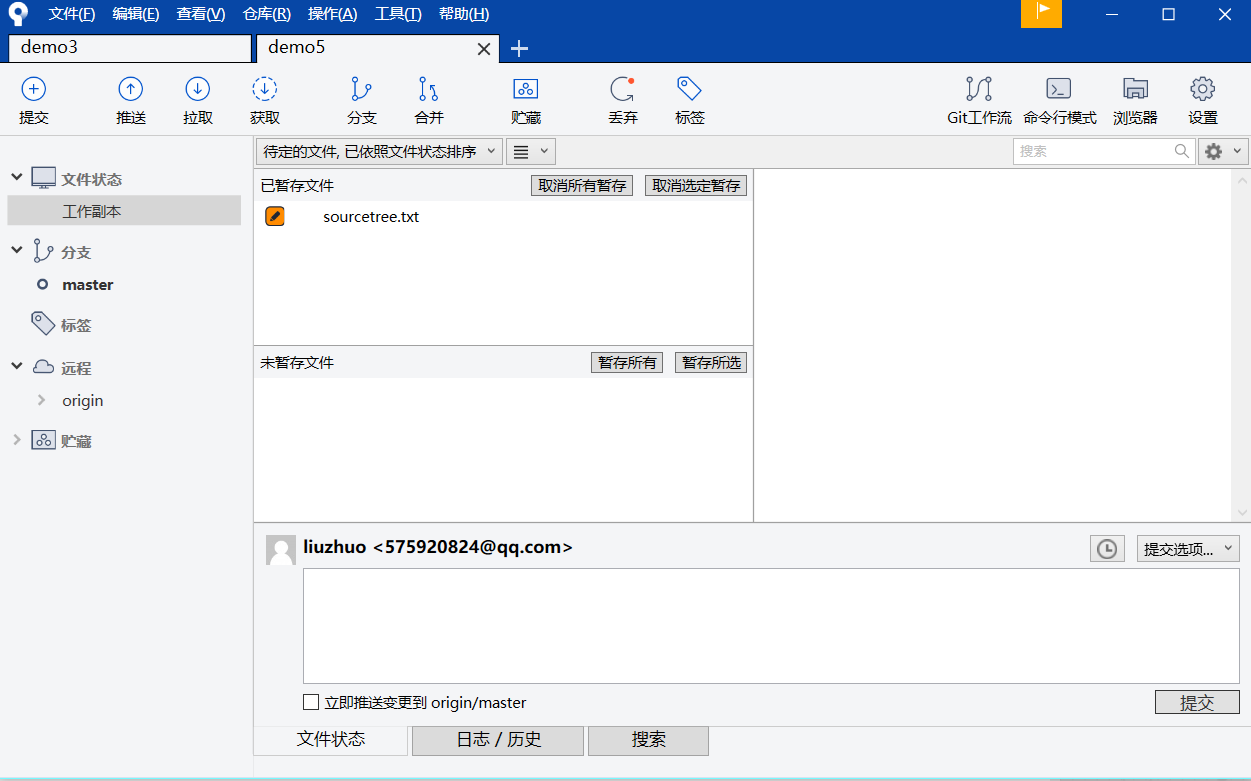 文件(F) 编辑(E) 查看(V) 仓库(R) 操作(A) 工具(T) 帮助(H)
demo3 demo5
提交 推送 拉取 获取 分支 合并 贮藏 丢弃 标签 Git工作流 命令行模式 浏览器 设置
待定的文件, 已依照文件状态排序 搜索
文件状态
工作副本
分支
master
标签
远程
origin
贮藏
已暂存文件 取消所有暂存 取消选定暂存
sourcetree.txt
未暂存文件 暂存所有 暂存所选
liuzhuo <575920824@qq.com> 提交选项...
立即推送变更到 origin/master 提交
文件状态 日志 / 历史 搜索